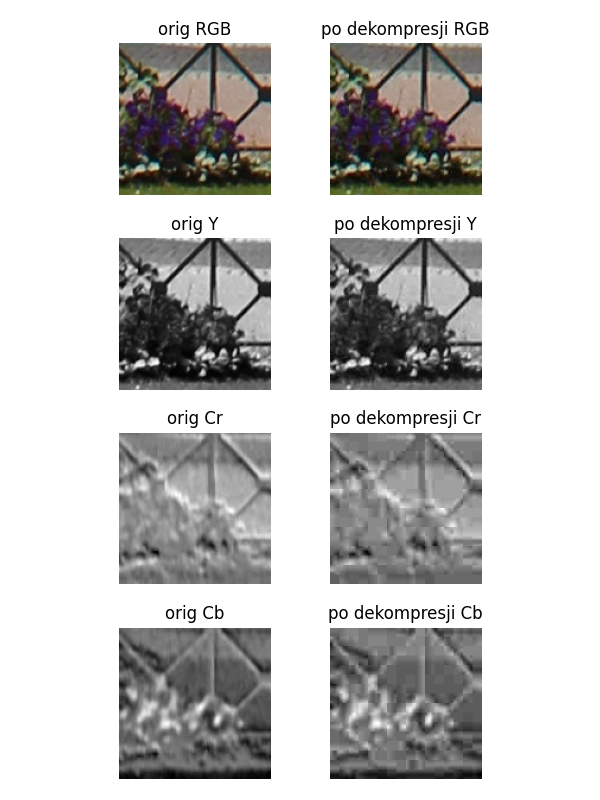 orig RGB
po dekompresji RGB
orig Y
po dekompresji Y
orig Cr
po dekompresji Cr
orig Cb
po dekompresji Cb